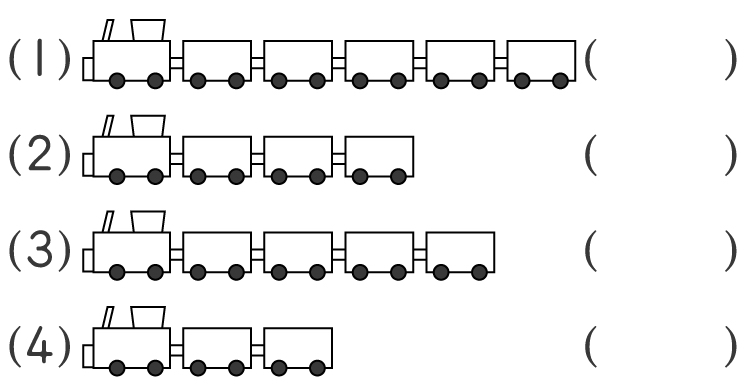 (1) (      )
(2) (      )
(3) (      )
(4) (      )